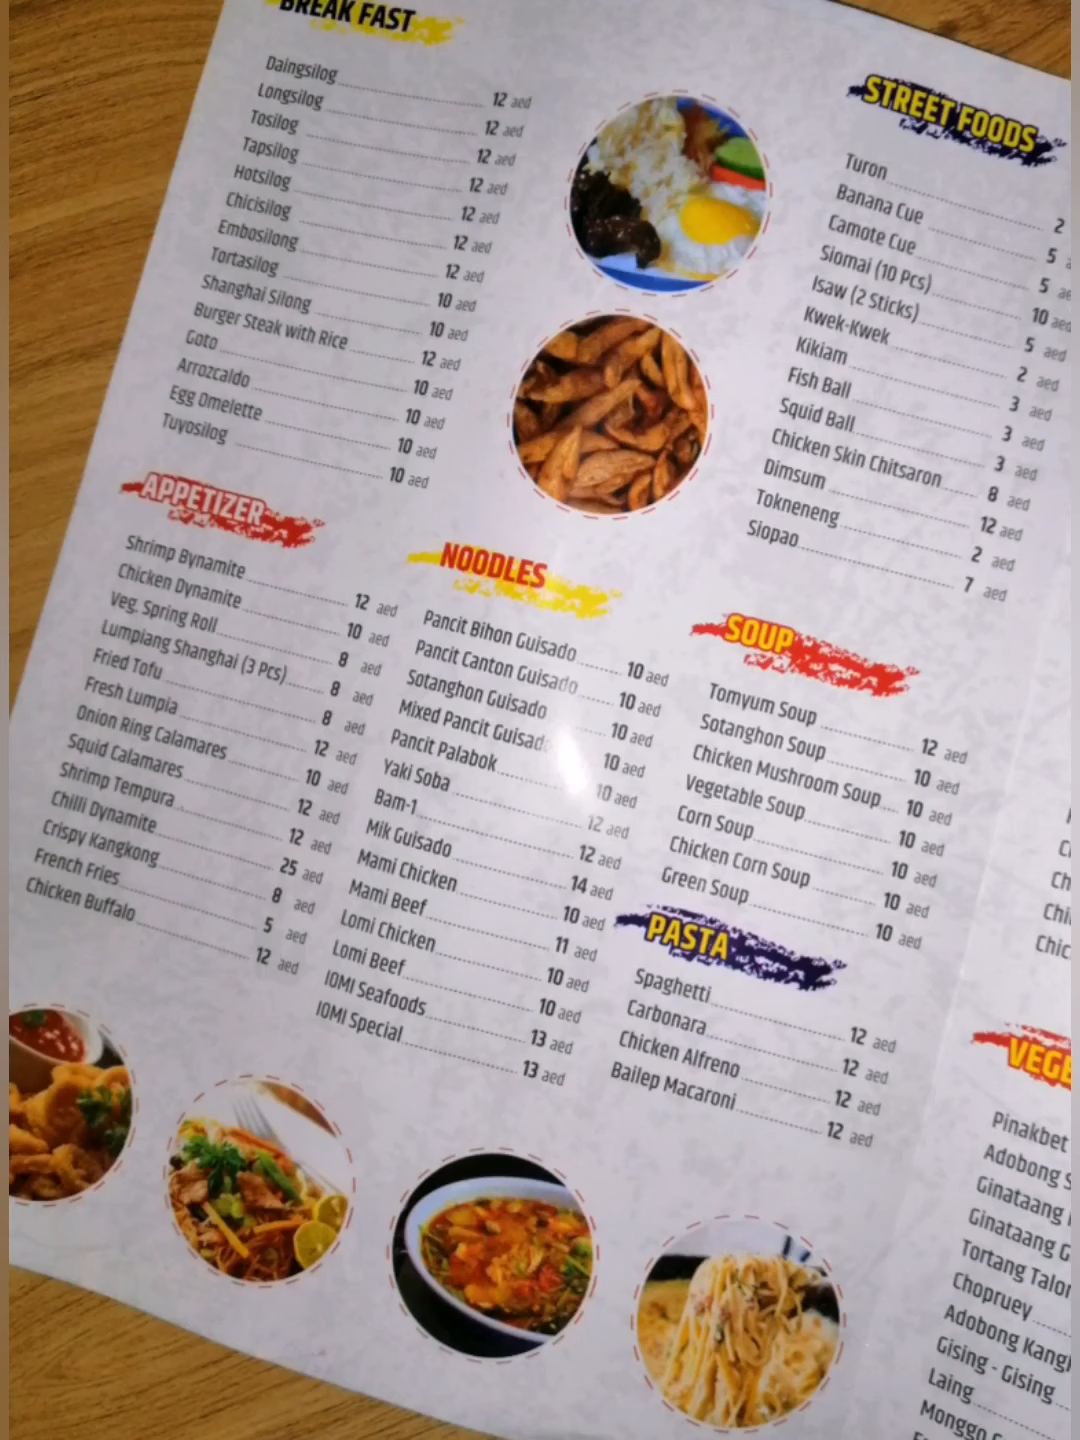 BREAK FAST
Daingsilog 12 aed
Longsilog 12 aed
Tosilog 12 aed
Tapsilog 12 aed
Hotsilog 12 aed
Chicisilog 12 aed
Embosilong 12 aed
Tortasilog 10 aed
Shanghai Silong 10 aed
Burger Steak with Rice 12 aed
Goto 10 aed
Arrozcaldo 10 aed
Egg Omelette 10 aed
Tuyosilog 10 aed
STREET FOODS
Turon 2
Banana Cue 5
Camote Cue 5
Siomai (10 Pcs) 10 aed
Isaw (2 Sticks) 5 aed
Kwek-Kwek 2 aed
Kikiam 3 aed
Fish Ball 3 aed
Squid Ball 3 aed
Chicken Skin Chitsaron 8 aed
Dimsum 12 aed
Tokneneng 2 aed
Siopao 7 aed
APPETIZER
Shrimp Bynamite 12 aed
Chicken Dynamite 10 aed
Veg. Spring Roll 8 aed
Lumpiang Shanghai (3 Pcs) 8 aed
Fried Tofu 8 aed
Fresh Lumpia 12 aed
Onion Ring Calamares 10 aed
Squid Calamares 12 aed
Shrimp Tempura 12 aed
Chilli Dynamite 25 aed
Crispy Kangkong 8 aed
French Fries 5 aed
Chicken Buffalo 12 aed
NOODLES
Pancit Bihon Guisado 10 aed
Pancit Canton Guisado 10 aed
Sotanghon Guisado 10 aed
Mixed Pancit Guisad 10 aed
Pancit Palabok 10 aed
Yaki Soba 12 aed
Bam-1 12 aed
Mik Guisado 14 aed
Mami Chicken 10 aed
Mami Beef 11 aed
Lomi Chicken 10 aed
Lomi Beef 10 aed
lOMI Seafoods 13 aed
lOMI Special 13 aed
SOUP
Tomyum Soup 12 aed
Sotanghon Soup 10 aed
Chicken Mushroom Soup 10 aed
Vegetable Soup 10 aed
Corn Soup 10 aed
Chicken Corn Soup 10 aed
Green Soup 10 aed
PASTA
Spaghetti 12 aed
Carbonara 12 aed
Chicken Alfreno 12 aed
Bailep Macaroni 12 aed
VEGE
Pinakbet
Adobong
Ginataang
Ginataang
Tortang Talo
Chopruey
Adobong Kang
Gising - Gising
Laing
Monggo